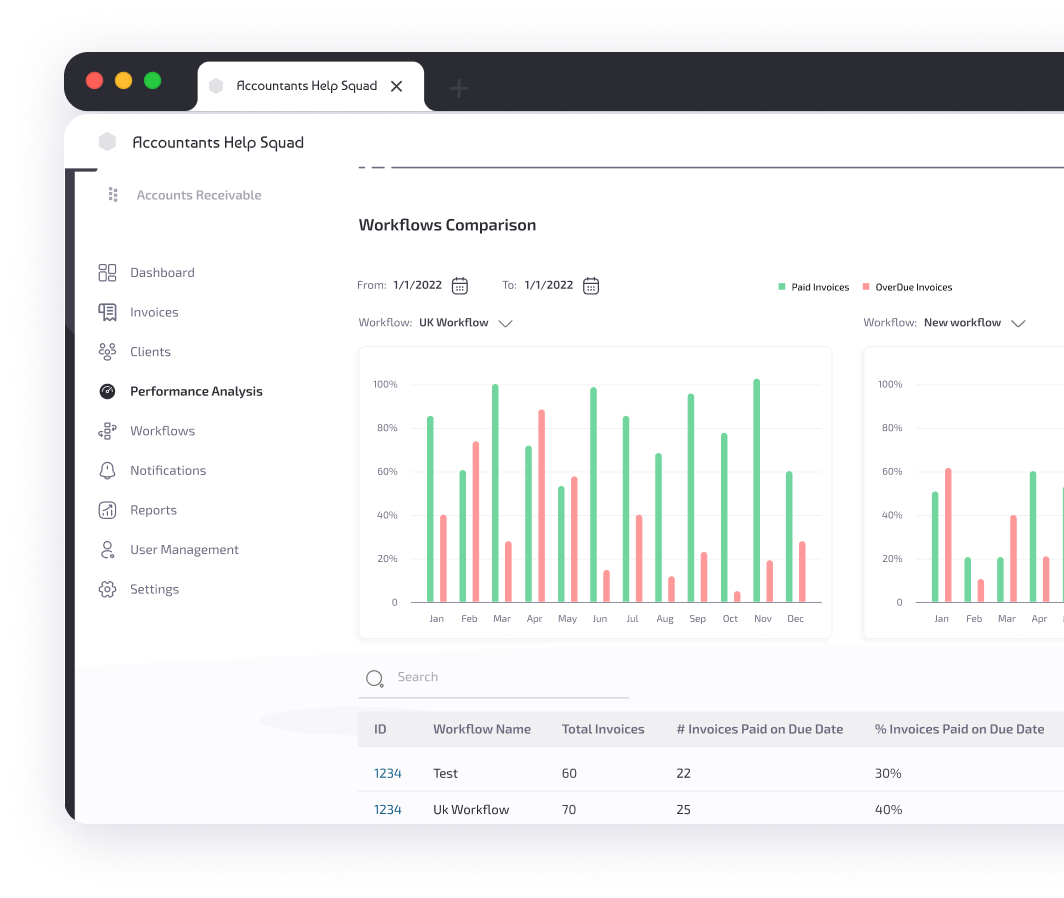 Accountants Help Squad
Accountants Help Squad
Accounts Receivable
Dashboard
Invoices
Clients
Performance Analysis
Workflows
Notifications
Reports
User Management
Settings
Workflows Comparison
From: 1/1/2022 To: 1/1/2022
Paid Invoices OverDue Invoices
Workflow: UK Workflow
100%
80%
60%
40%
20%
0
Jan Feb Mar Apr May Jun Jul Aug Sep Oct Nov Dec
Workflow: New workflow
100%
80%
60%
40%
20%
0
Jan Feb Mar Apr
Search
ID Workflow Name Total Invoices # Invoices Paid on Due Date % Invoices Paid on Due Date
1234 Test 60 22 30%
1234 Uk Workflow 70 25 40%